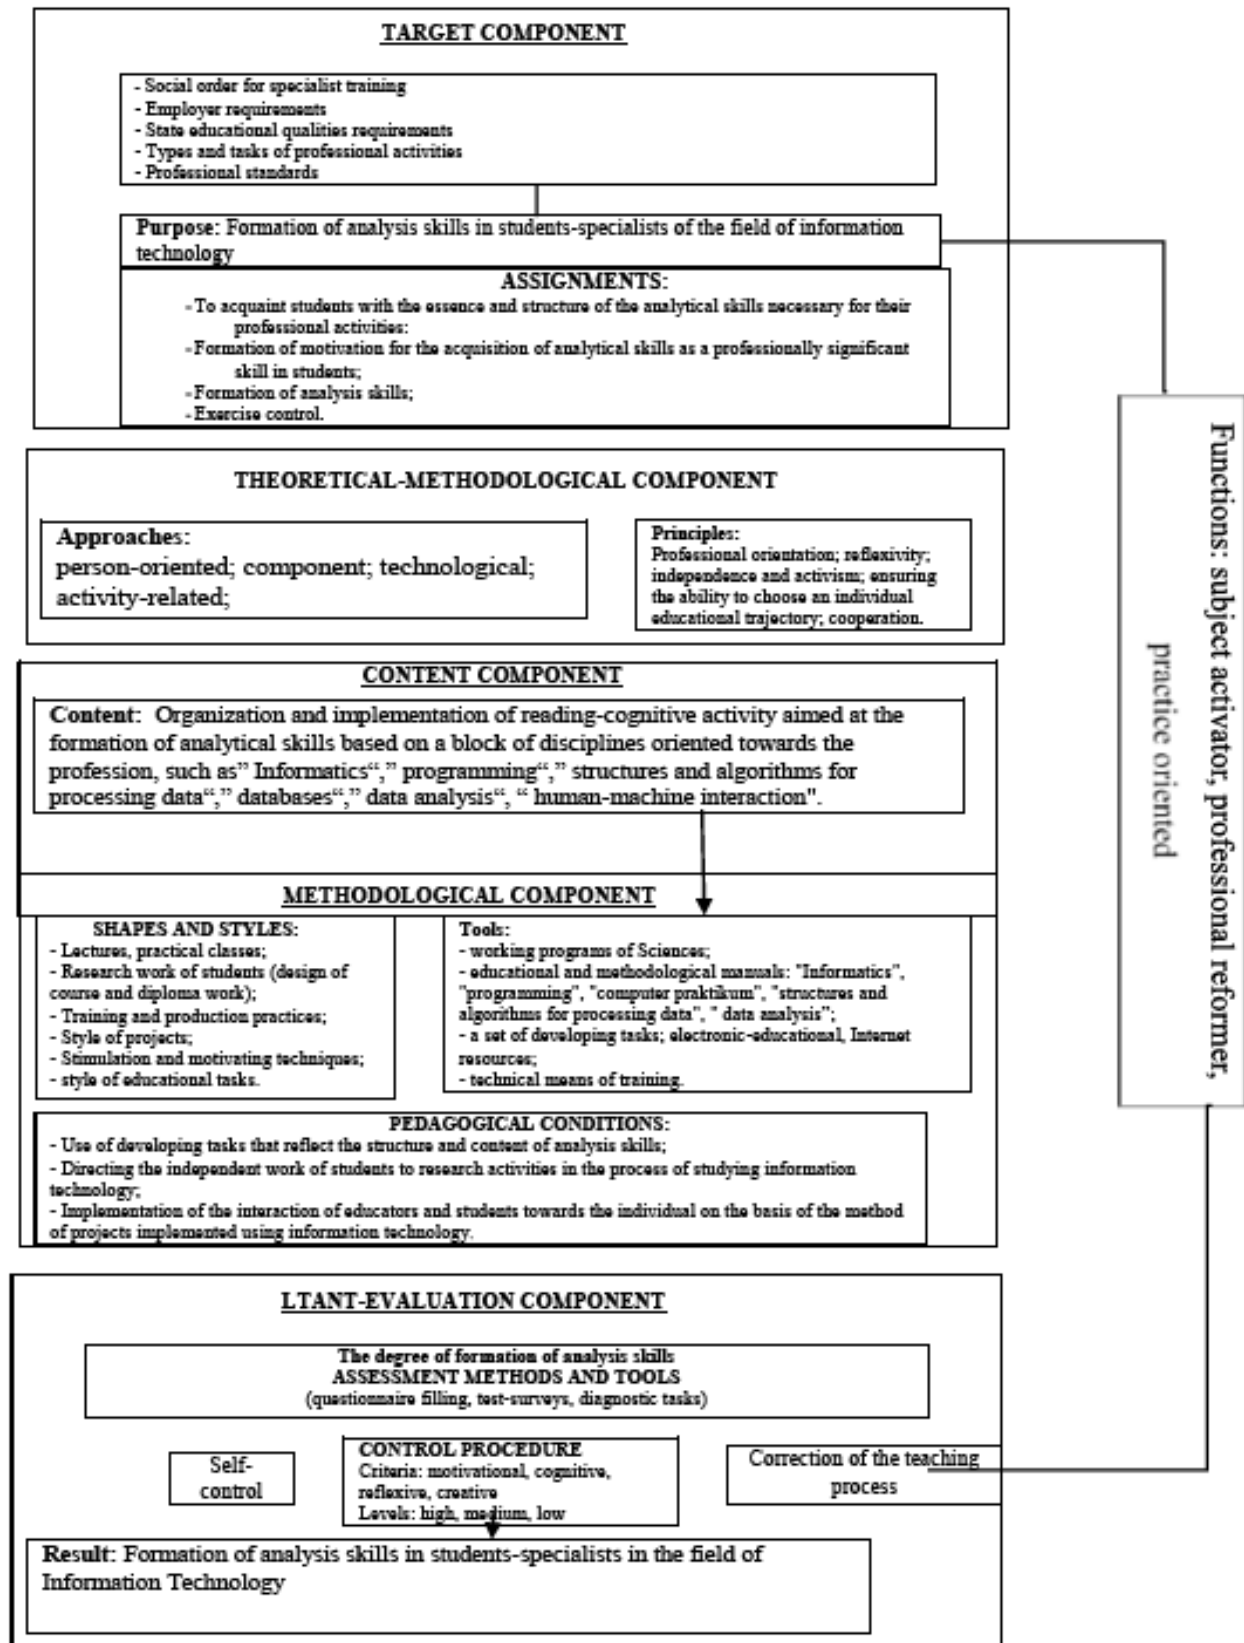 TARGET COMPONENT
- Social order for specialist training
- Employer requirements
- State educational qualities requirements
- Types and tasks of professional activities
- Professional standards
Purpose: Formation of analysis skills in students-specialists of the field of information
technology
ASSIGNMENTS:
- To acquaint students with the essence and structure of the analytical skills necessary for their
professional activities:
- Formation of motivation for the acquisition of analytical skills as a professionally significant
skill in students;
- Formation of analysis skills;
- Exercise control.
Functions: subject activator, professional reformer,
practice oriented
THEORETICAL-METHODOLOGICAL COMPONENT
Approaches:
person-oriented; component; technological;
activity-related;
Principles:
Professional orientation; reflexivity;
independence and activism; ensuring
the ability to choose an individual
educational trajectory; cooperation.
CONTENT COMPONENT
Content: Organization and implementation of reading-cognitive activity aimed at the
formation of analytical skills based on a block of disciplines oriented towards the
profession, such as” Informatics“,” programming“,” structures and algorithms for
processing data“,” databases“,” data analysis“, “ human-machine interaction".
METHODOLOGICAL COMPONENT
SHAPES AND STYLES:
- Lectures, practical classes;
- Research work of students (design of
course and diploma work);
- Training and production practices;
- Style of projects;
- Stimulation and motivating techniques;
- style of educational tasks.
Tools:
- working programs of Sciences;
- educational and methodological manuals: "Informatics",
"programming", "computer praktikum", "structures and
algorithms for processing data", " data analysis";
- a set of developing tasks; electronic-educational, Internet
resources;
- technical means of training.
PEDAGOGICAL CONDITIONS:
- Use of developing tasks that reflect the structure and content of analysis skills;
- Directing the independent work of students to research activities in the process of studying information
technology;
- Implementation of the interaction of educators and students towards the individual on the basis of the method
of projects implemented using information technology.
LTANT-EVALUATION COMPONENT
The degree of formation of analysis skills
ASSESSMENT METHODS AND TOOLS
(questionnaire filling, test-surveys, diagnostic tasks)
Self-
control
CONTROL PROCEDURE
Criteria: motivational, cognitive,
reflexive, creative
Levels: high, medium, low
Correction of the teaching
process
Result: Formation of analysis skills in students-specialists in the field of
Information Technology